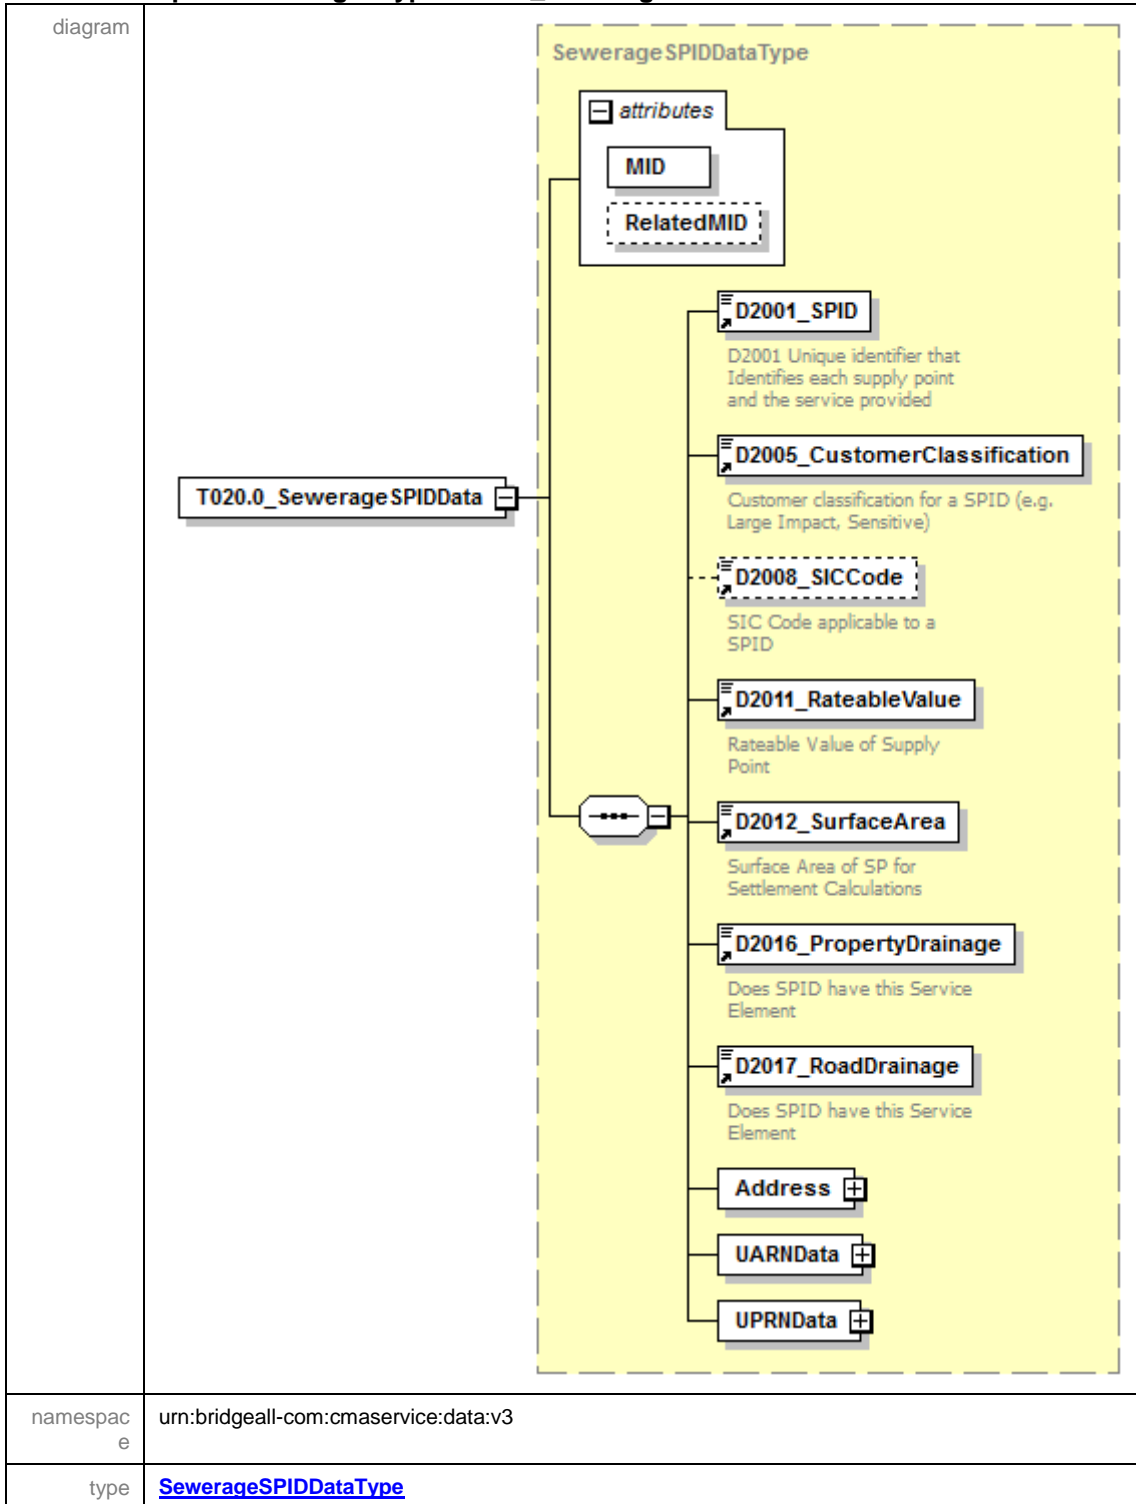 diagram
SewerageSPIDDataType
attributes
MID
RelatedMID
D2001_SPID
D2001 Unique identifier that
Identifies each supply point
and the service provided
D2005_CustomerClassification
Customer classification for a SPID (e.g.
Large Impact, Sensitive)
T020.0_SewerageSPIDData
D2008_SICCode
SIC Code applicable to a
SPID
D2011_RateableValue
Rateable Value of Supply
Point
D2012_SurfaceArea
Surface Area of SP for
Settlement Calculations
D2016_PropertyDrainage
Does SPID have this Service
Element
D2017_RoadDrainage
Does SPID have this Service
Element
Address
UARNData
UPRNData
namespac
e
urn:bridgeall-com:cmaservice:data:v3
type
SewerageSPIDDataType